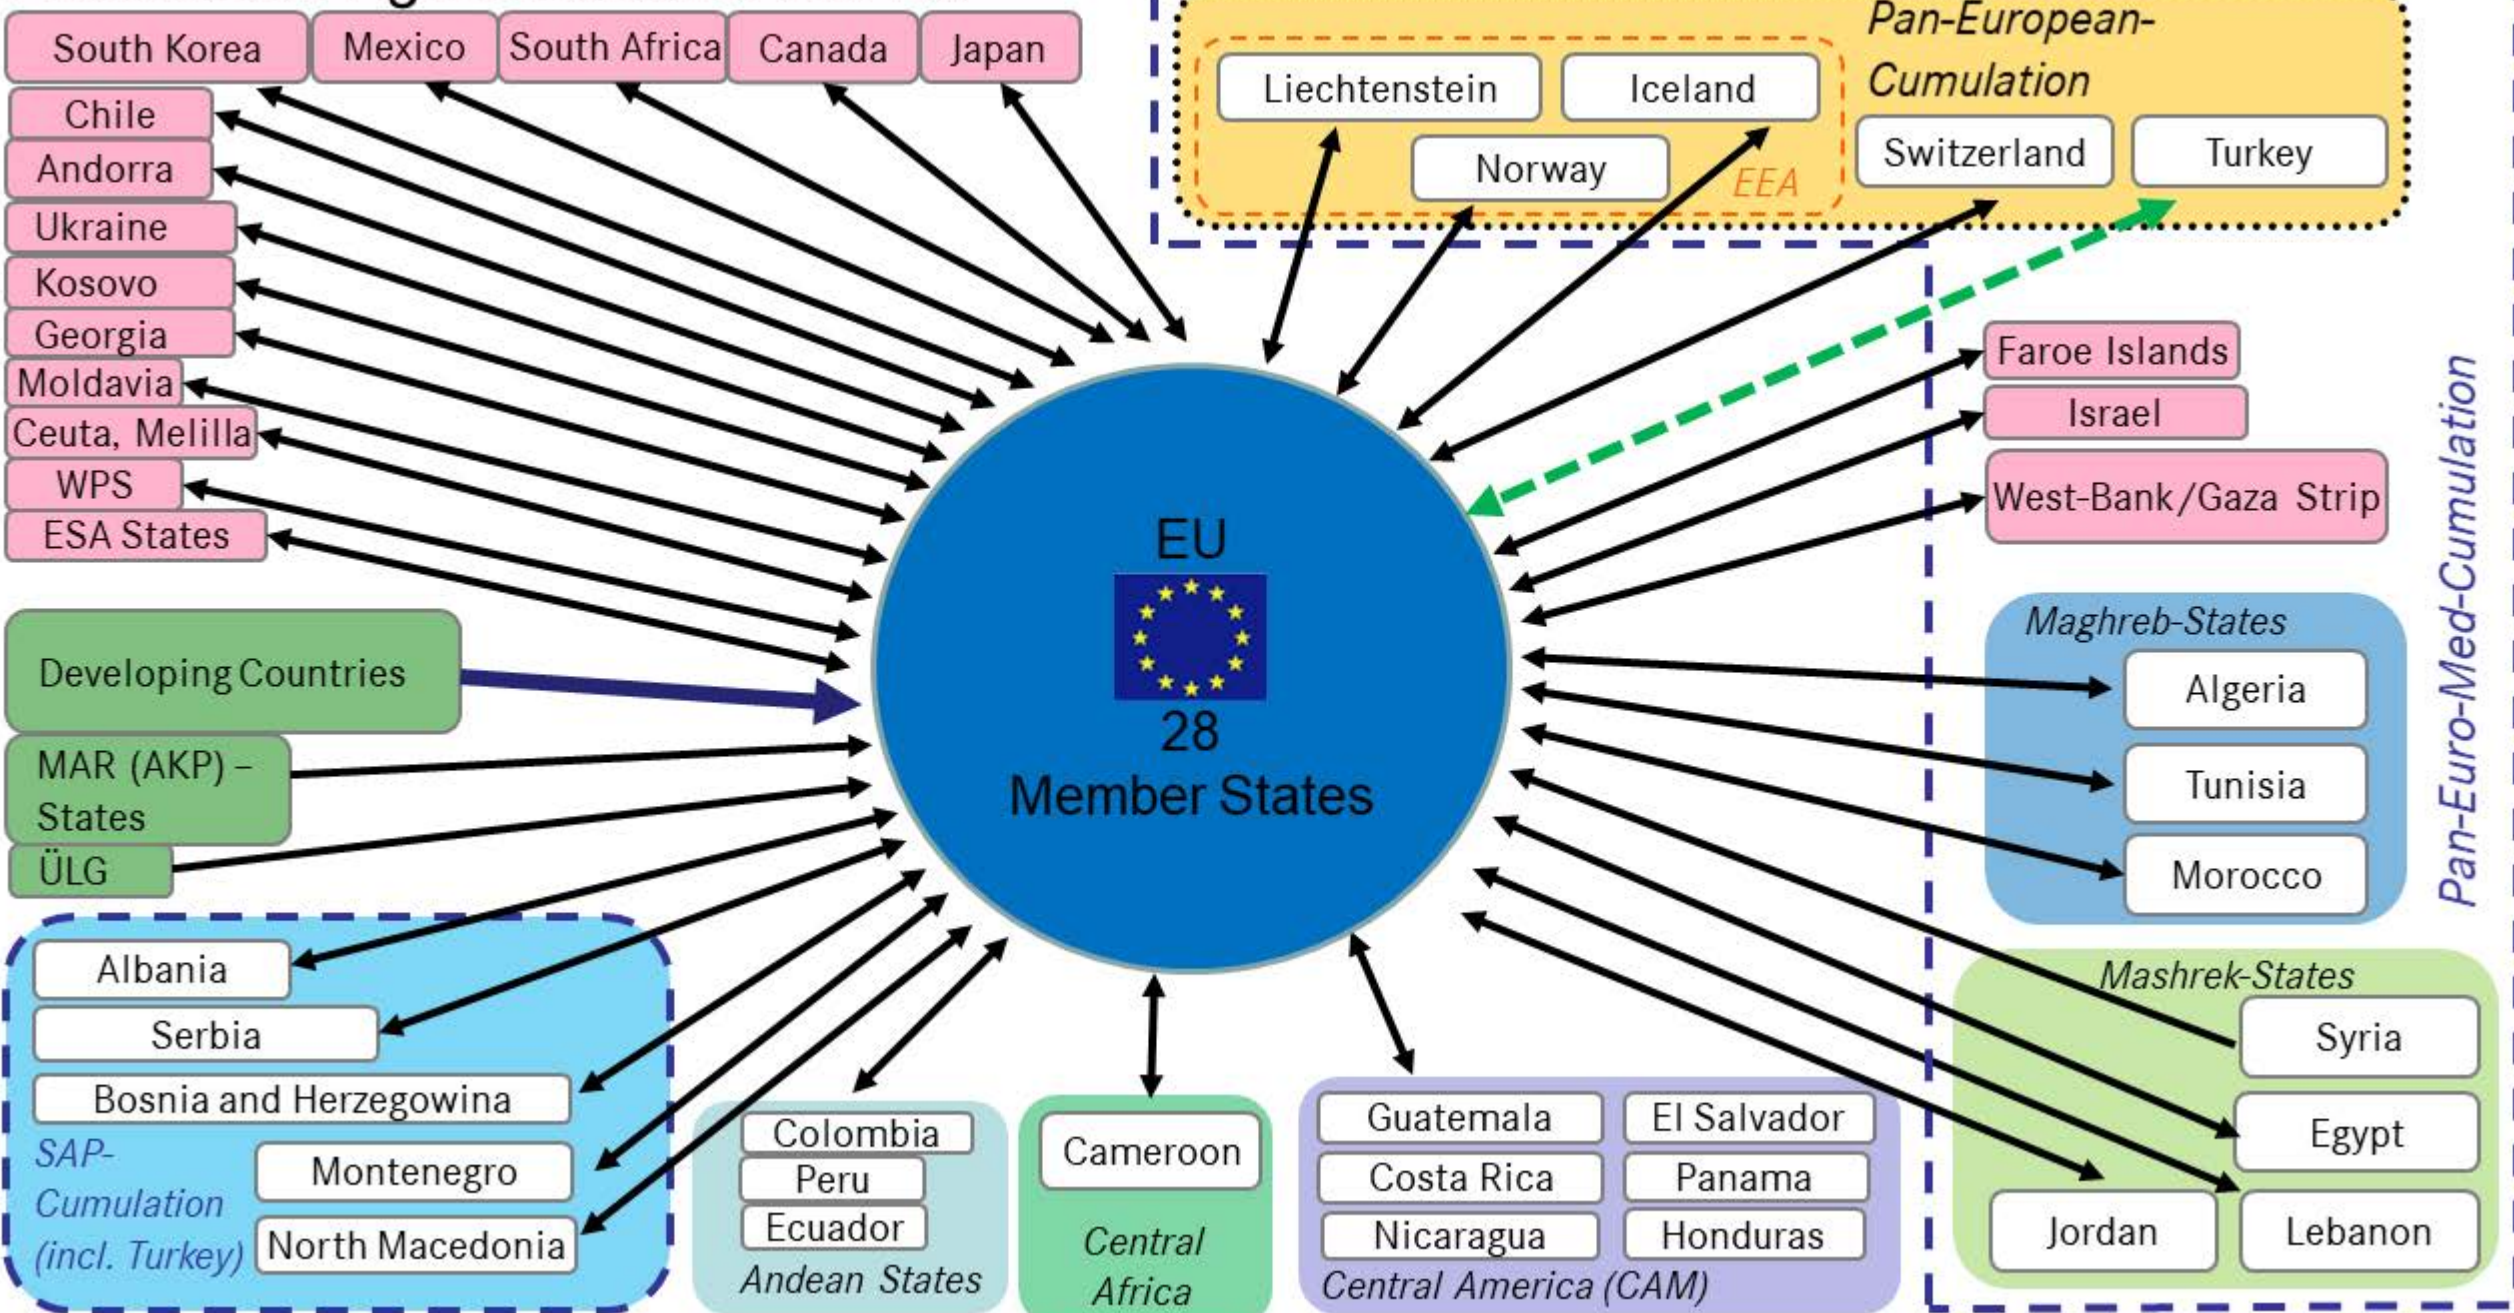 South Korea
Mexico
South Africa
Canada
Japan
Chile
Andorra
Ukraine
Kosovo
Georgia
Moldavia
Ceuta, Melilla
WPS
ESA States
Developing Countries
MAR (AKP) –
States
ÜLG
Albania
Serbia
Bosnia and Herzegowina
Montenegro
North Macedonia
SAP-
Cumulation
(incl. Turkey)
Colombia
Peru
Ecuador
Andean States
Cameroon
Central
Africa
Guatemala
El Salvador
Costa Rica
Panama
Nicaragua
Honduras
Central America (CAM)
EU
28
Member States
Pan-European-
Cumulation
Liechtenstein
Iceland
Norway
EEA
Switzerland
Turkey
Faroe Islands
Israel
West-Bank/Gaza Strip
Pan-Euro-Med-Cumulation
Maghreb-States
Algeria
Tunisia
Morocco
Mashrek-States
Syria
Egypt
Jordan
Lebanon